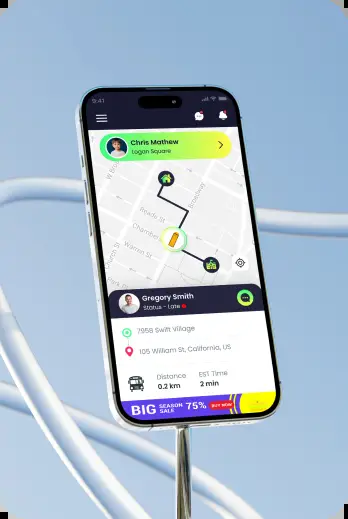 9:41
Chris Mathew
Logan Square
Reade St
Chambers
Warren St
Broadway
Church St
Gregory Smith
Status - Late
7958 Swift Village
105 William St, California, US
Distance
0.2 km
EST Time
2 min
BIG SEASON SALE 75% BUY NOW